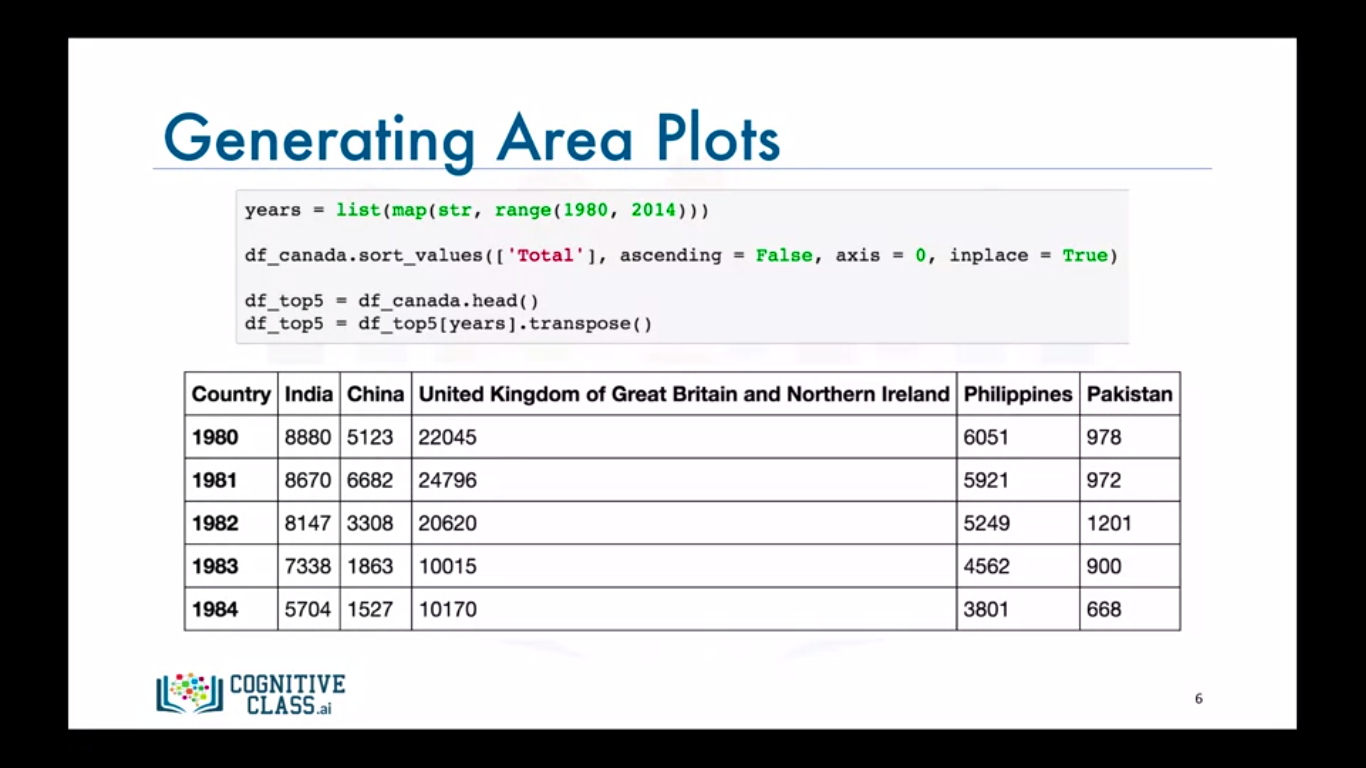 Generating Area Plots
years = list(map(str, range(1980, 2014)))
df_canada.sort_values(['Total'], ascending = False, axis = 0, inplace = True)
df_top5 = df_canada.head()
df_top5 = df_top5[years].transpose()
Country India China United Kingdom of Great Britain and Northern Ireland Philippines Pakistan
1980 8880 5123 22045 6051 978
1981 8670 6682 24796 5921 972
1982 8147 3308 20620 5249 1201
1983 7338 1863 10015 4562 900
1984 5704 1527 10170 3801 668
COGNITIVE
CLASS.ai
6